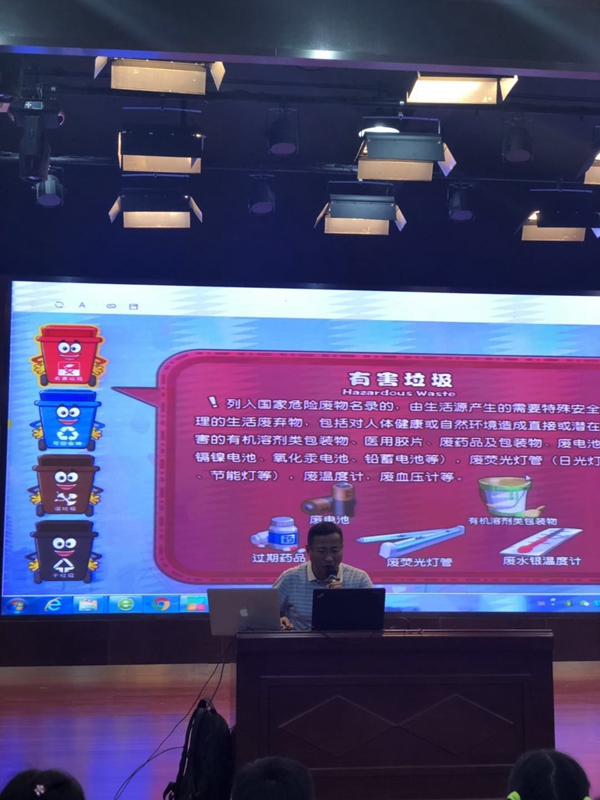 A
有害垃圾
Hazardous Waste
! 列入国家危险废物名录的，由生活源产生的需要特殊安全
理的生活废弃物，包括对人体健康或自然环境造成直接或潜在
害的有机溶剂类包装物、医用胶片、废药品及包装物、废电池
镉镍电池、氧化汞电池、铅蓄电池等）、废荧光灯管（日光灯
、节能灯等）、废温度计、废血压计等。
废电池
有机溶剂类包装物
药
过期药品
废荧光灯管
废水银温度计
有害垃圾
可回收物
湿垃圾
干垃圾